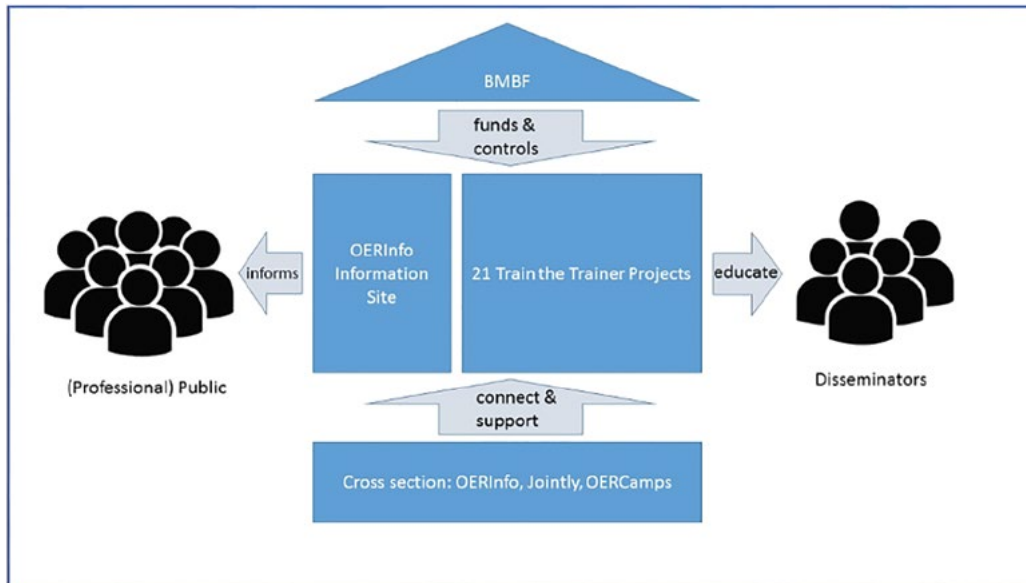 BMBF
funds &
controls
OERInfo
Information
Site
21 Train the Trainer Projects
informs
educate
(Professional) Public
Disseminators
connect &
support
Cross section: OERInfo, Jointly, OERCamps